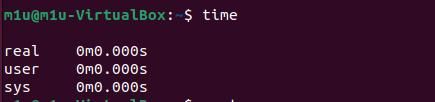 m1u@m1u-VirtualBox:~$ time
real 0m0.000s
user 0m0.000s
sys 0m0.000s